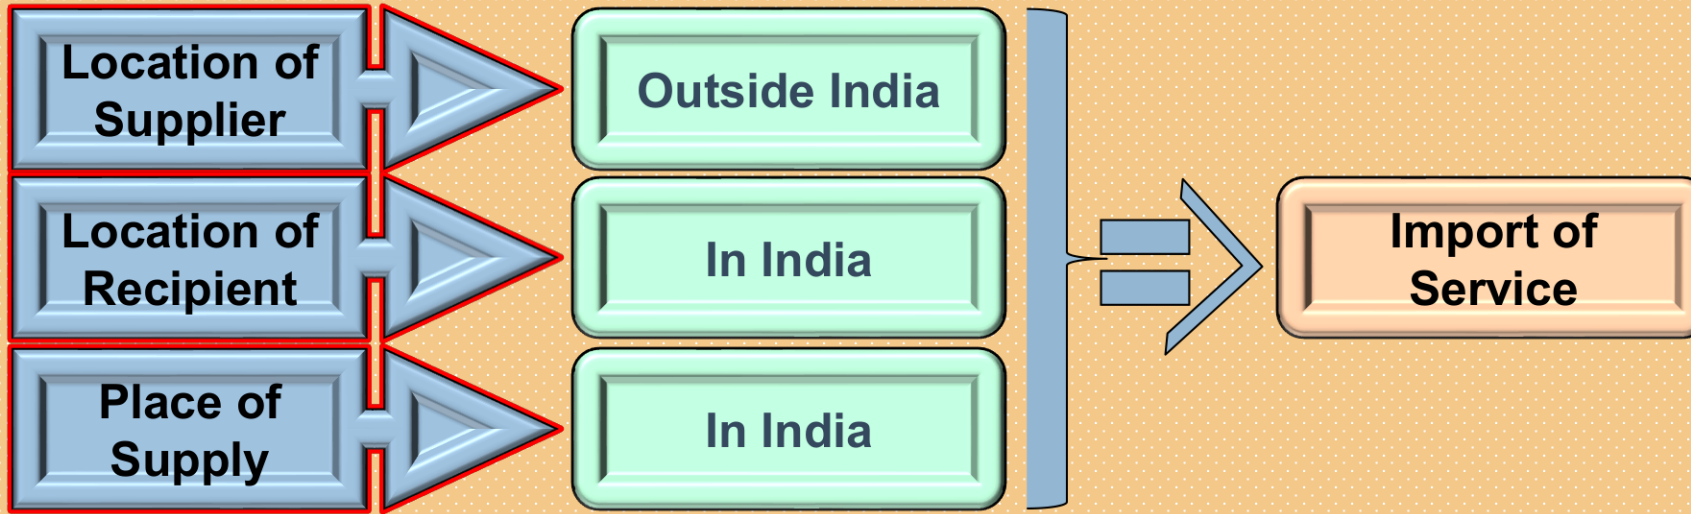 Location of
Supplier
Outside India
Location of
Recipient
In India
Place of
Supply
In India
Import of
Service